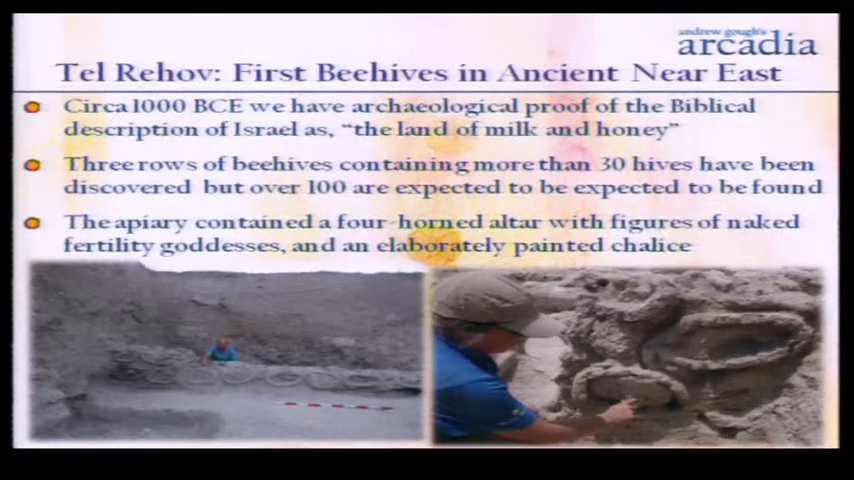 andrew gough's
arcadia
Tel Rehov: First Beehives in Ancient Near East
Circa 1000 BCE we have archaeological proof of the Biblical
description of Israel as, “the land of milk and honey”
Three rows of beehives containing more than 30 hives have been
discovered but over 100 are expected to be expected to be found
The apiary contained a four-horned altar with figures of naked
fertility goddesses, and an elaborately painted chalice